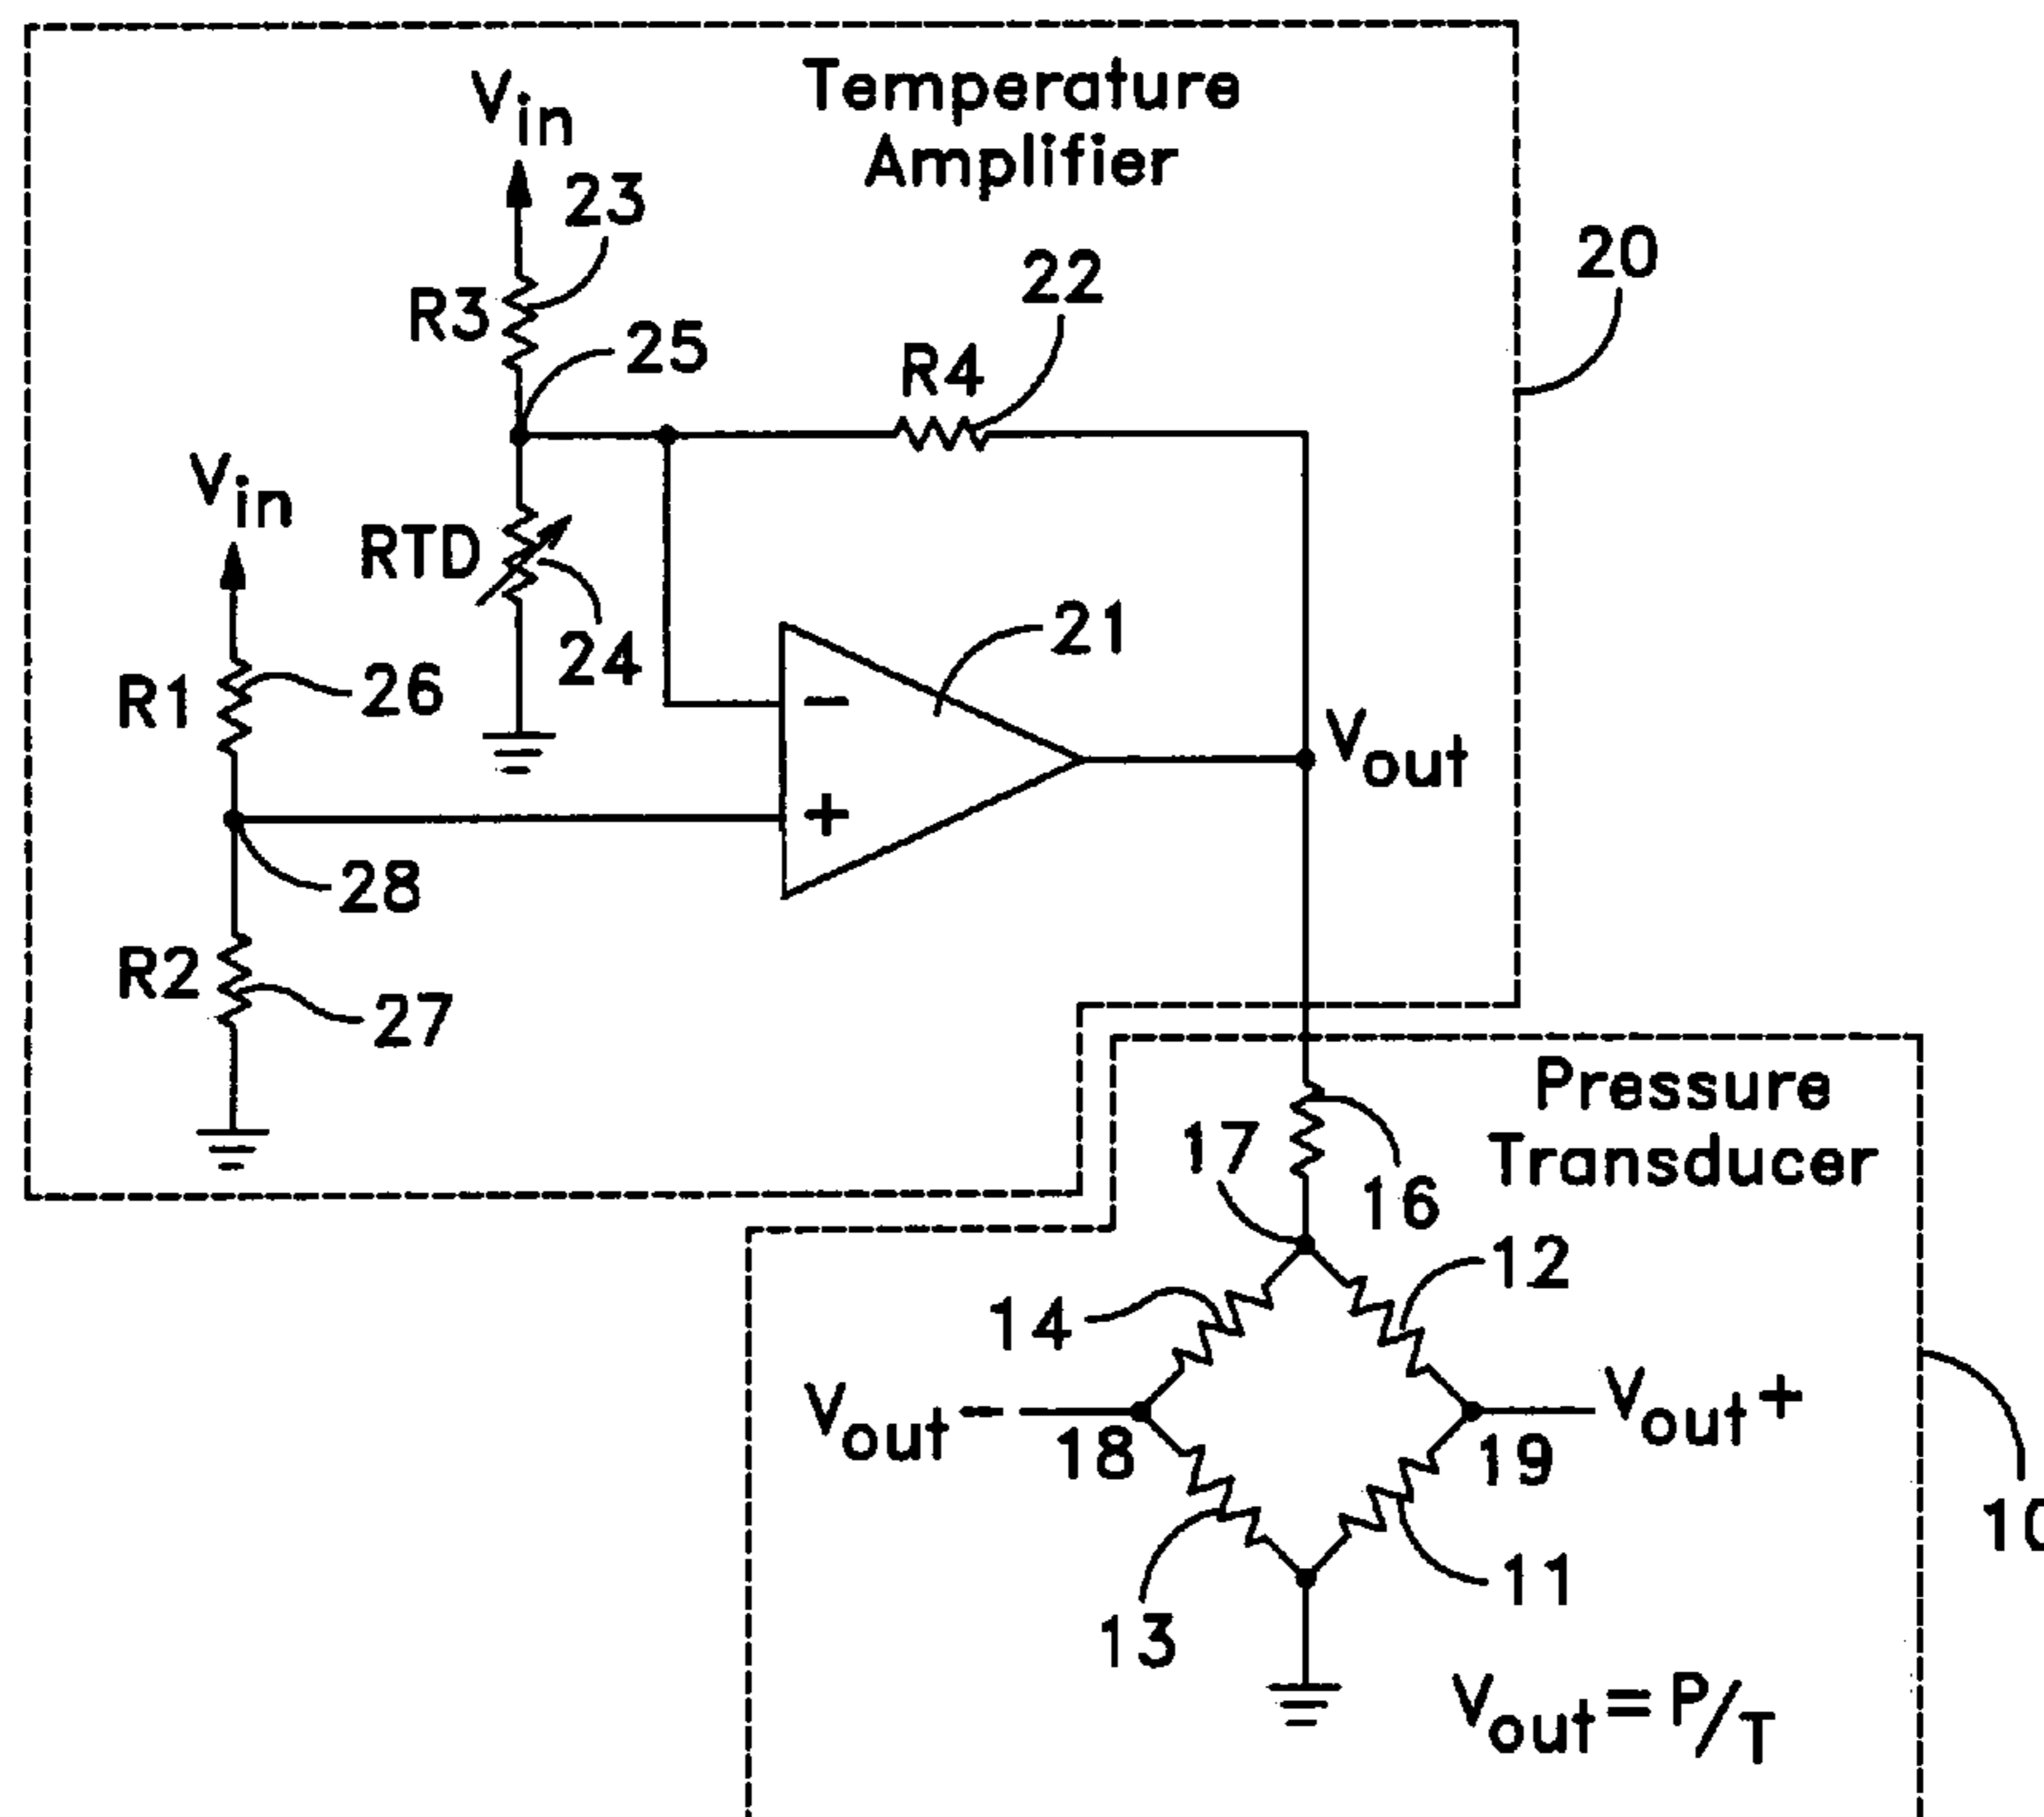 Temperature
Amplifier
Vin
23
R3
25
22
R4
20
Vin
RTD
24
21
R1
26
−
+
Vout
28
R2
27
Pressure
Transducer
17
16
12
14
Vout −
18
Vout +
19
13
11
10
Vout = P/T